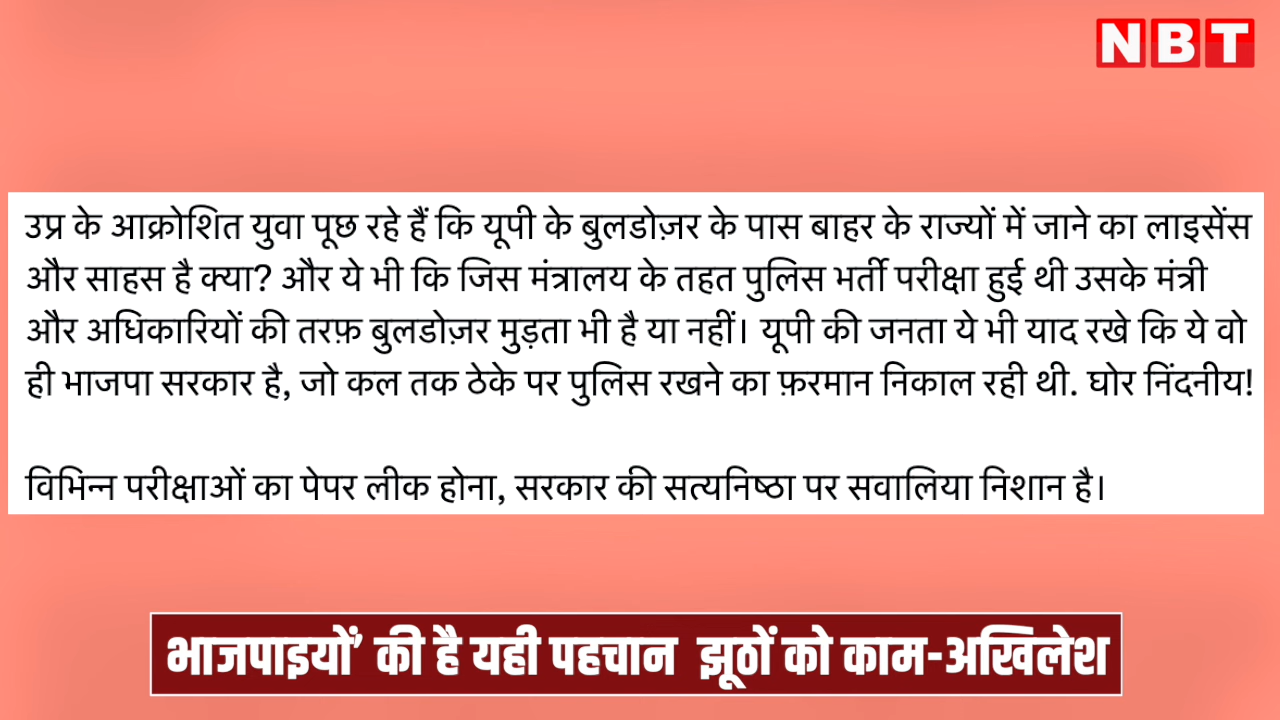 NBT
उप्र के आक्रोशित युवा पूछ रहे हैं कि यूपी के बुलडोज़र के पास बाहर के राज्यों में जाने का लाइसेंस
और साहस है क्या? और ये भी कि जिस मंत्रालय के तहत पुलिस भर्ती परीक्षा हुई थी उसके मंत्री
और अधिकारियों की तरफ़ बुलडोज़र मुड़ता भी है या नहीं। यूपी की जनता ये भी याद रखे कि ये वो
ही भाजपा सरकार है, जो कल तक ठेके पर पुलिस रखने का फ़रमान निकाल रही थी. घोर निंदनीय!
विभिन्न परीक्षाओं का पेपर लीक होना, सरकार की सत्यनिष्ठा पर सवालिया निशान है।
भाजपाइयों’ की है यही पहचान झूठों को काम-अखिलेश